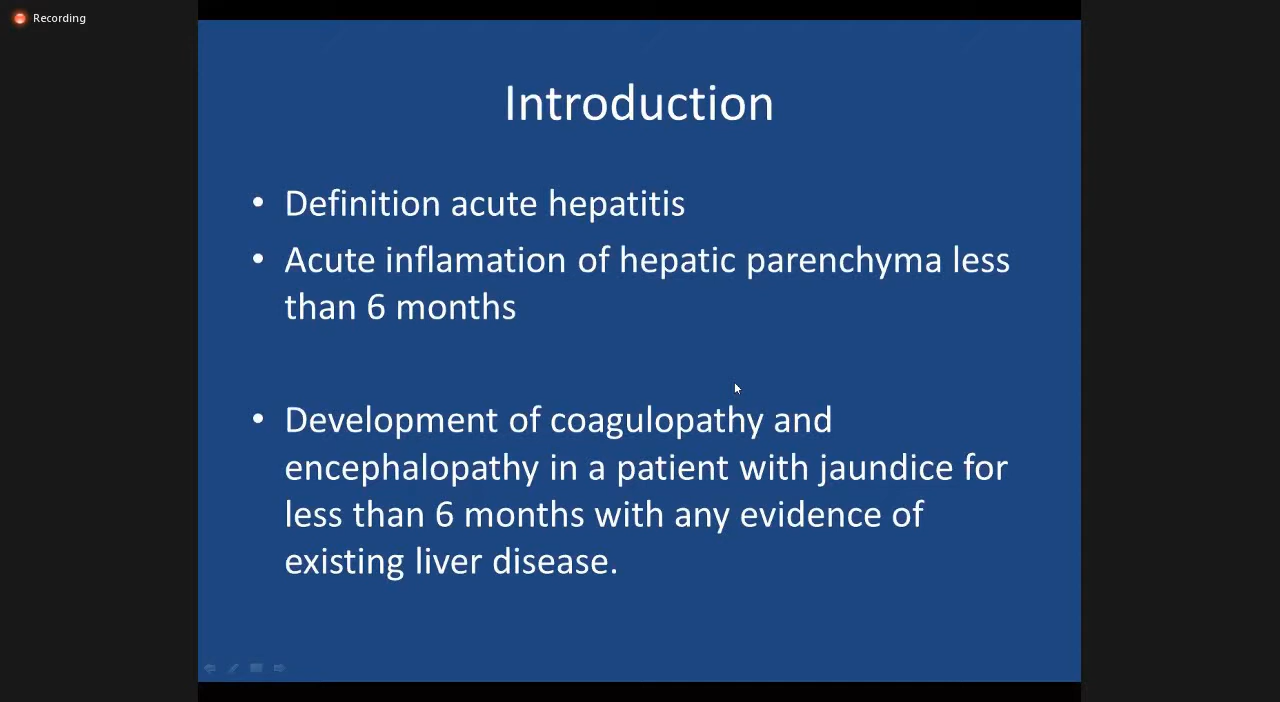 Recording
Introduction
• Definition acute hepatitis
• Acute inflamation of hepatic parenchyma less
than 6 months
• Development of coagulopathy and
encephalopathy in a patient with jaundice for
less than 6 months with any evidence of
existing liver disease.